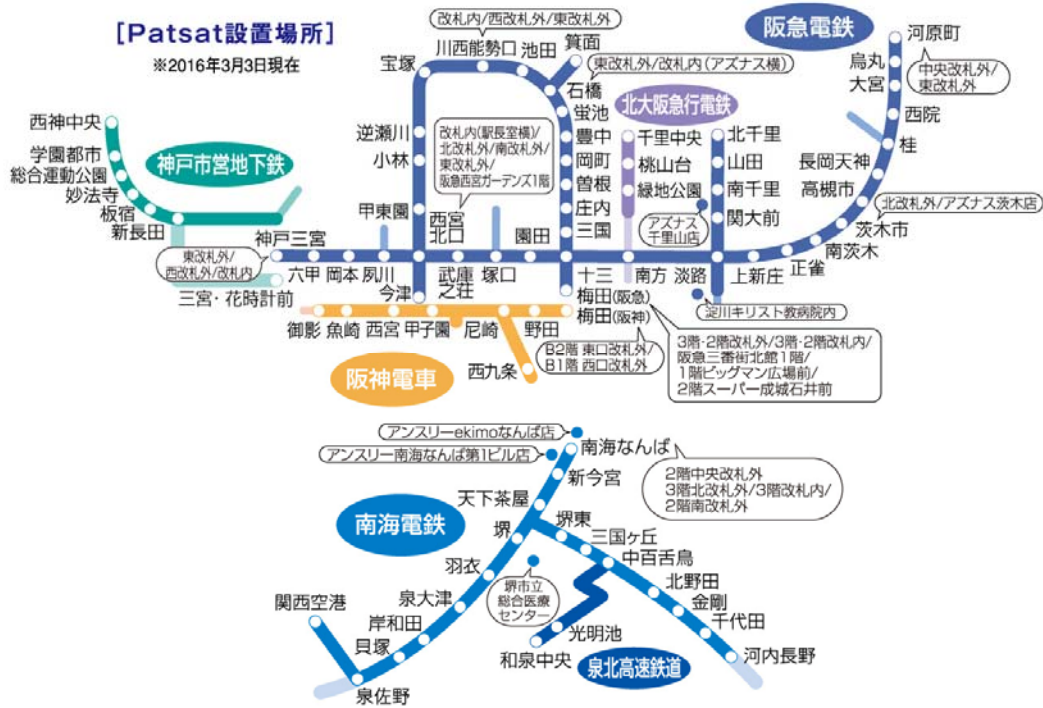 [Patsat設置場所]
※2016年3月3日現在
阪急電鉄
北大阪急行電鉄
神戸市営地下鉄
改札内/西改札外/東改札外
川西能勢口
池田
箕面
宝塚
東改札外/改札内(アズナス横)
石橋
蛍池
逆瀬川
小林
改札内(駅長室横)/
北改札外/南改札外/
東改札外/
阪急西宮ガーデンズ1階
豊中
岡町
曽根
庄内
三国
甲東園
西宮
北口
園田
千里中央
桃山台
緑地公園
アズナス
千里山店
北千里
山田
南千里
関大前
河原町
烏丸
大宮
中央改札外/
東改札外
西院
桂
長岡天神
高槻市
北改札外/アズナス茨木店
茨木市
南茨木
正雀
上新庄
西神中央
学園都市
総合運動公園
妙法寺
板宿
新長田
神戸三宮
東改札外/
西改札外/改札内
三宮・花時計前
六甲
岡本
夙川
今津
武庫
之荘
塚口
十三
南方
淡路
淀川キリスト教病院内
梅田(阪急)
梅田(阪神)
御影
魚崎
西宮
甲子園
尼崎
野田
西九条
阪神電車
B2階 東口改札外/
B1階 西口改札外
3階・2階改札外/3階・2階改札内/
阪急三番街北館1階/
1階ビッグマン広場前/
2階スーパー成城石井前
アンスリーekimoなんば店
アンスリー南海なんば第1ビル店
南海なんば
2階中央改札外
3階北改札外/3階改札内/
2階南改札外
新今宮
天下茶屋
南海電鉄
堺
堺東
三国ヶ丘
中百舌鳥
羽衣
堺市立
総合医療
センター
北野田
金剛
千代田
河内長野
泉大津
岸和田
貝塚
関西空港
泉佐野
光明池
和泉中央
泉北高速鉄道